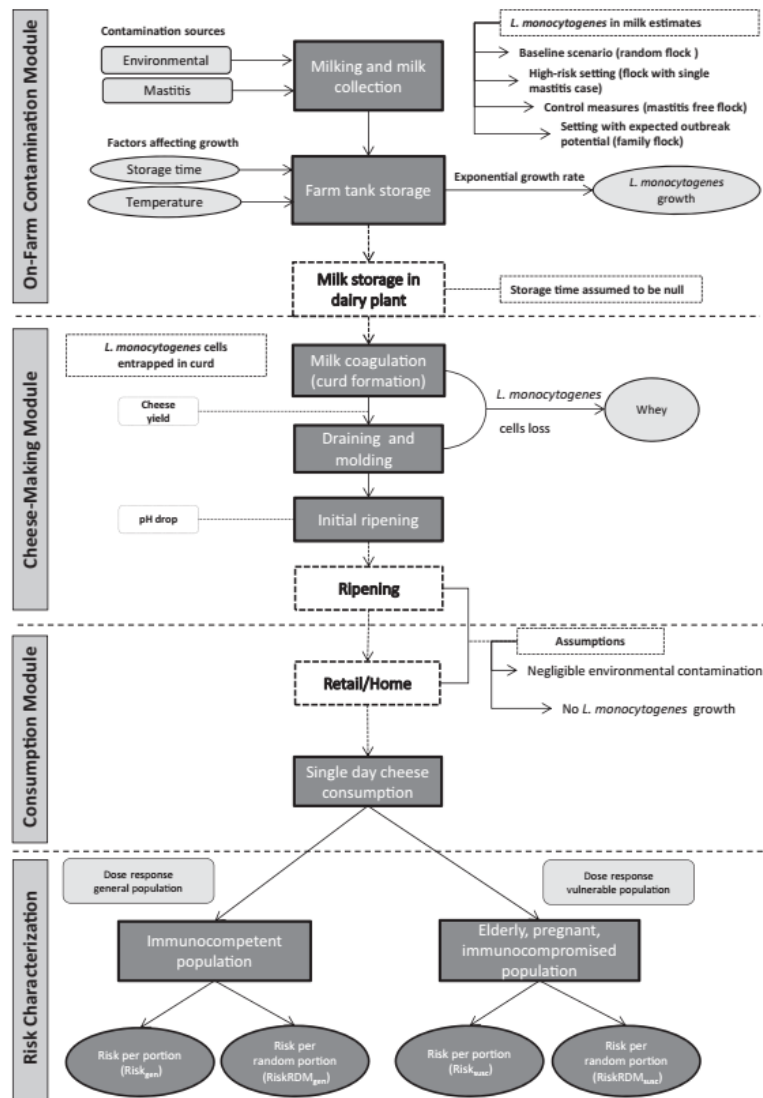 On-Farm Contamination Module
Contamination sources
Environmental
Mastitis
Milking and milk
collection
L. monocytogenes in milk estimates
Baseline scenario (random flock )
High-risk setting (flock with single
mastitis case)
Control measures (mastitis free flock)
Setting with expected outbreak
potential (family flock)
Factors affecting growth
Storage time
Temperature
Farm tank storage
Exponential growth rate
L. monocytogenes
growth
Milk storage in
dairy plant
Storage time assumed to be null
Cheese-Making Module
L. monocytogenes cells
entrapped in curd
Milk coagulation
(curd formation)
Cheese
yield
L. monocytogenes
cells loss
Whey
Draining and
molding
pH drop
Initial ripening
Ripening
Consumption Module
Assumptions
Negligible environmental contamination
No L. monocytogenes growth
Retail/Home
Single day cheese
consumption
Risk Characterization
Dose response
general population
Dose response
vulnerable population
Immunocompetent
population
Elderly, pregnant,
immunocompromised
population
Risk per portion
(Riskgen)
Risk per
random portion
(RiskRDMgen)
Risk per portion
(Risksusc)
Risk per
random portion
(RiskRDMsusc)